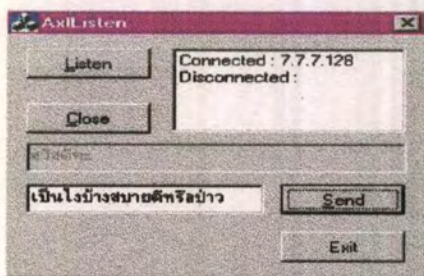 AxlListen
Listen
Connected : 7.7.7.128
Disconnected :
Close
เป็นไงบ้างสบายดีหรือป่าว
Send
Exit